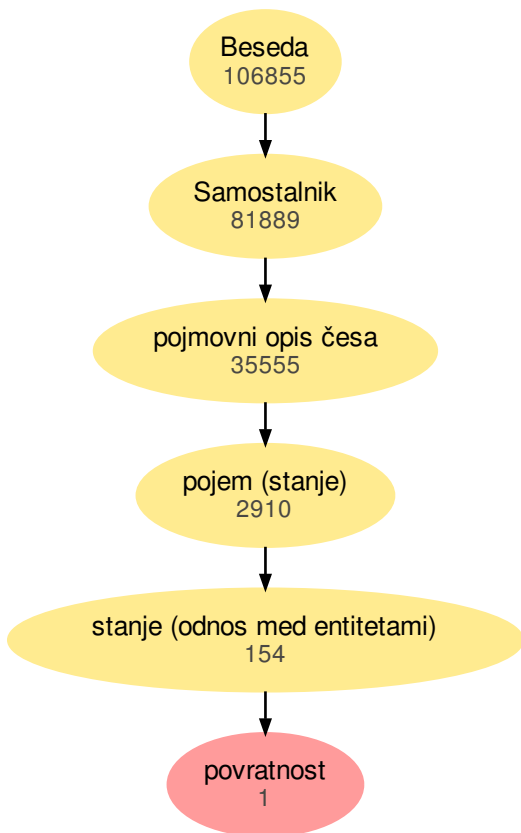 Beseda
106855
Samostalnik
81889
pojmovni opis česa
35555
pojem (stanje)
2910
stanje (odnos med entitetami)
154
povratnost
1